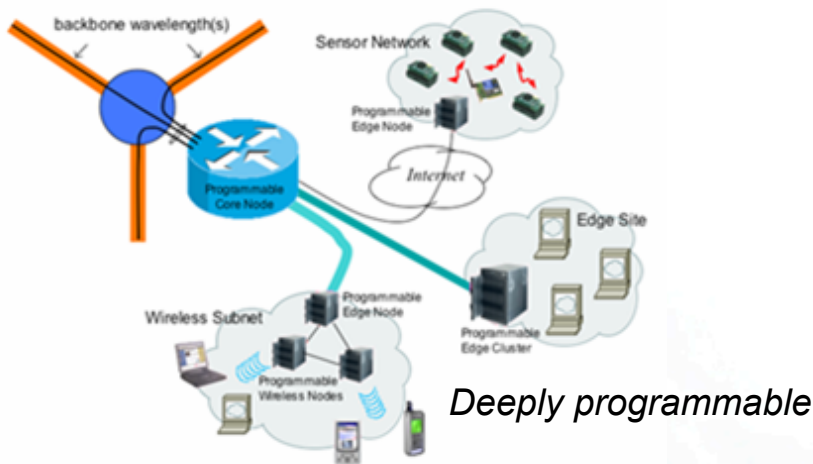 backbone wavelength(s)
Sensor Network
Programmable
Edge Node
Internet
Programmable
Core Node
Edge Site
Programmable
Edge Node
Wireless Subnet
Programmable
Edge Cluster
Programmable
Wireless Nodes
Deeply programmable